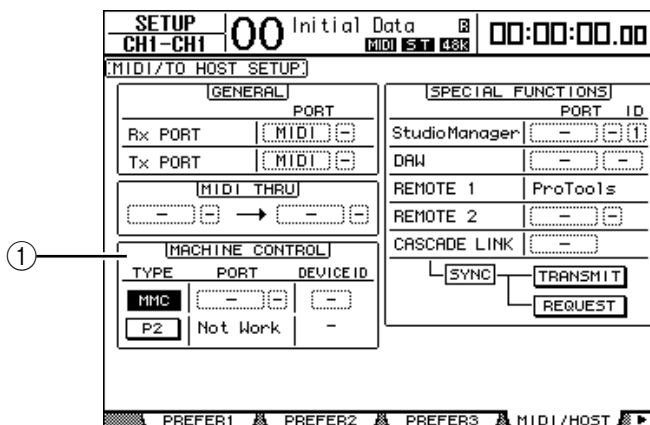 SETUP
CH1-CH1
00
Initial Data
R
MIDI ST 48K
00:00:00.00
MIDI/TO HOST SETUP
GENERAL
PORT
Rx PORT MIDI -
Tx PORT MIDI -
MIDI THRU
- - → - -
MACHINE CONTROL
TYPE PORT DEVICE ID
MMC - - -
P2 Not Work -
SPECIAL FUNCTIONS
PORT ID
StudioManager - - 1
DAW - -
REMOTE 1 ProTools
REMOTE 2 - -
CASCADE LINK -
SYNC TRANSMIT
REQUEST
1
PREFER1 PREFER2 PREFER3 MIDI/HOST